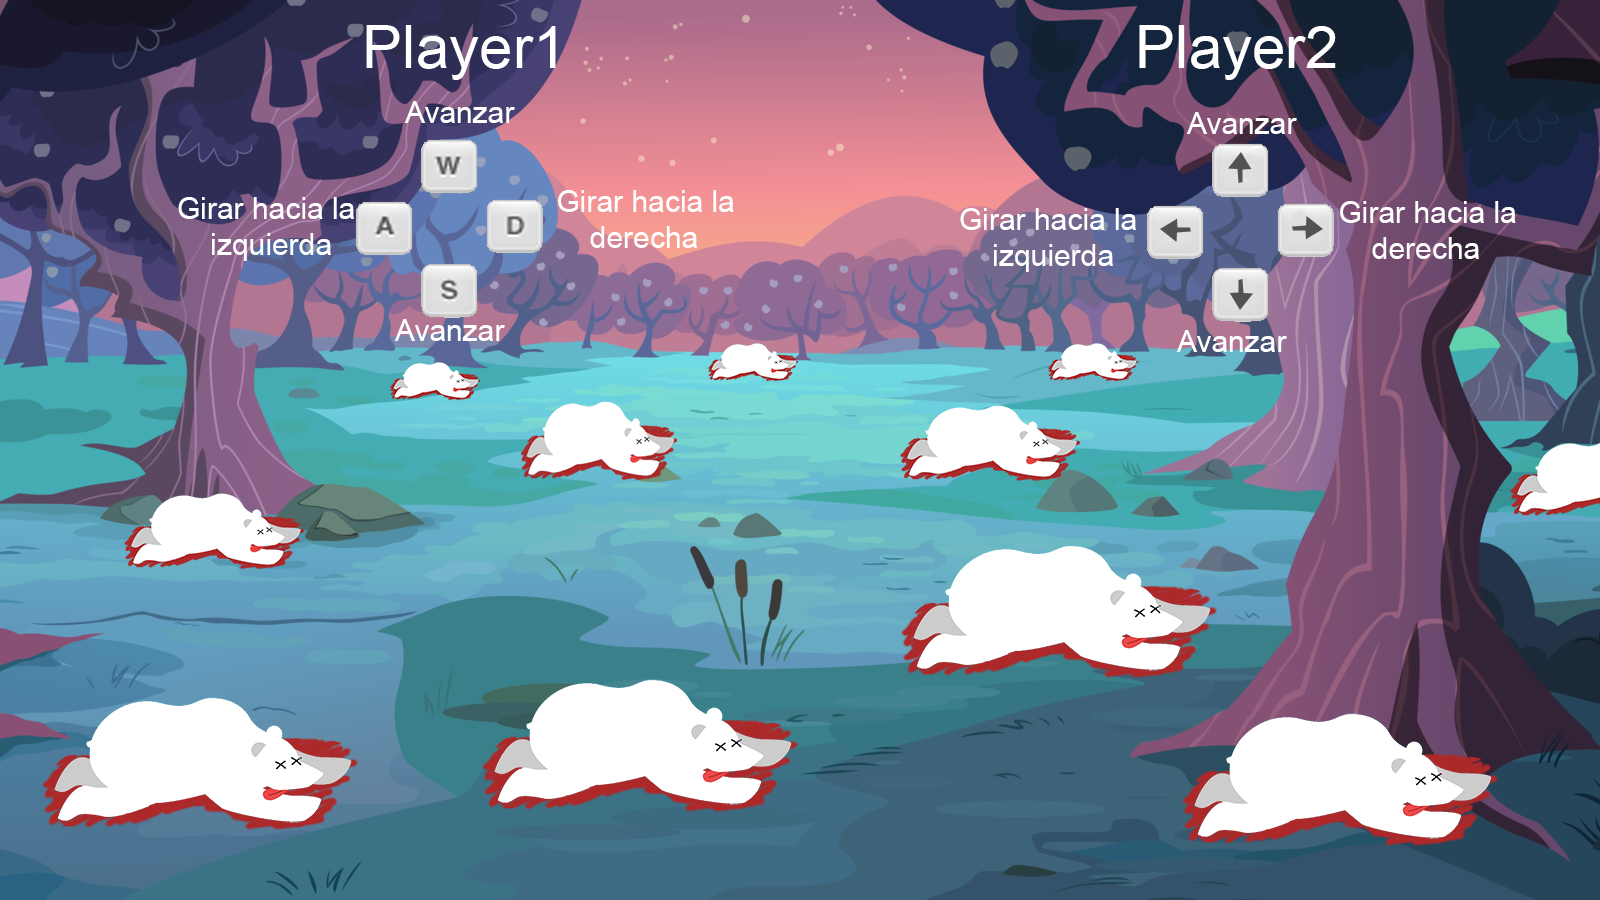 Player1
Avanzar
W
Girar hacia la
izquierda
A
D
Girar hacia la
derecha
S
Avanzar
Player2
Avanzar
Girar hacia la
izquierda
Girar hacia la
derecha
Avanzar